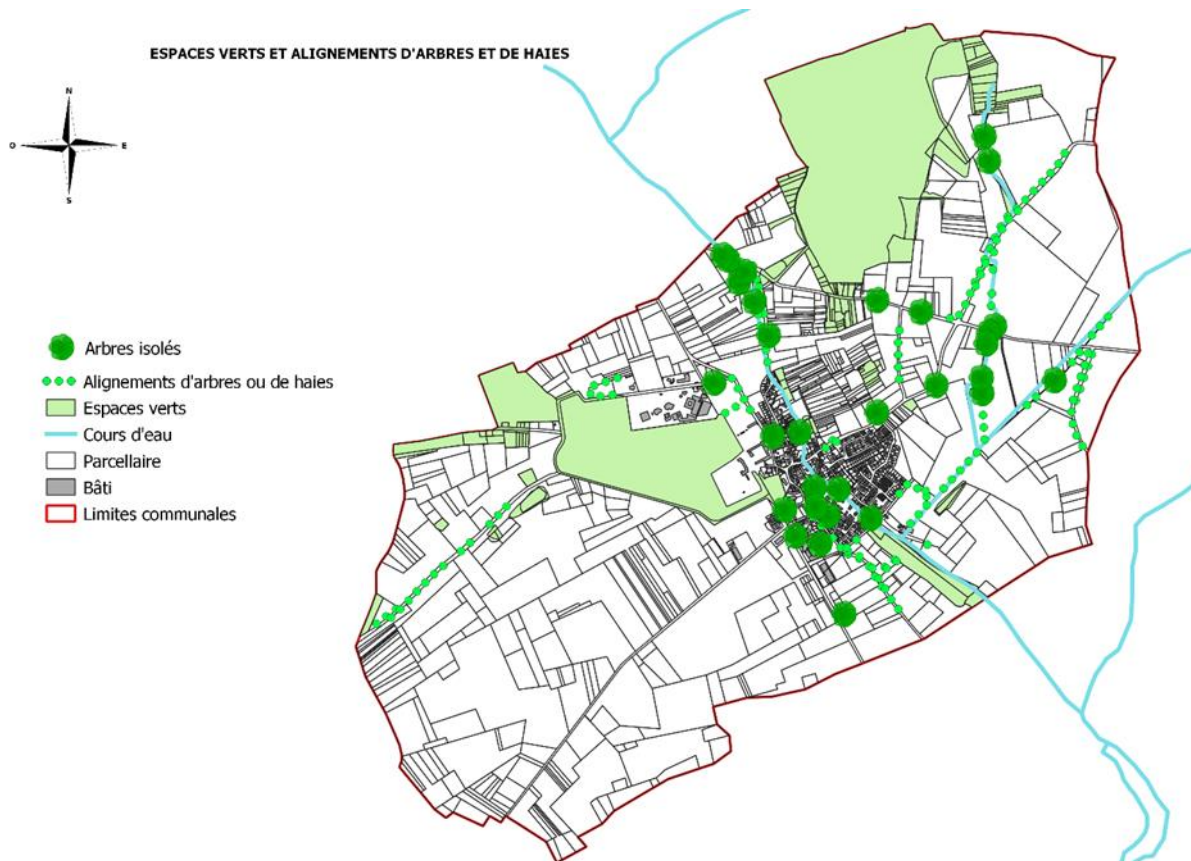 ESPACES VERTS ET ALIGNEMENTS D'ARBRES ET DE HAIES
N
O
E
S
Arbres isolés
Alignements d'arbres ou de haies
Espaces verts
Cours d'eau
Parcellaire
Bâti
Limites communales